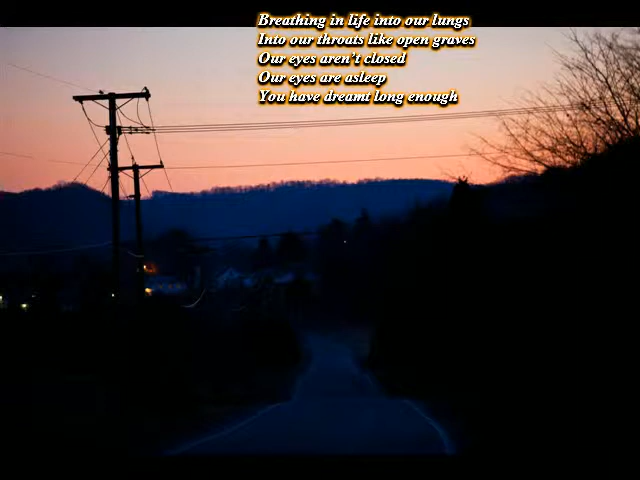 Breathing in life into our lungs
Into our throats like open graves
Our eyes aren't closed
Our eyes are asleep
You have dreamt long enough